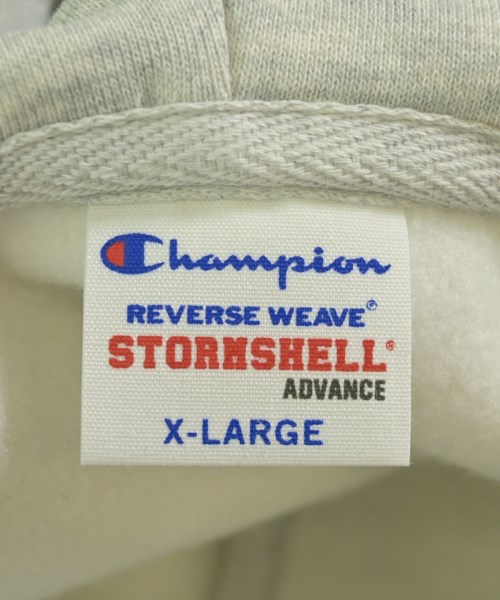 Champion
REVERSE WEAVE®
STORMSHELL®
ADVANCE
X-LARGE